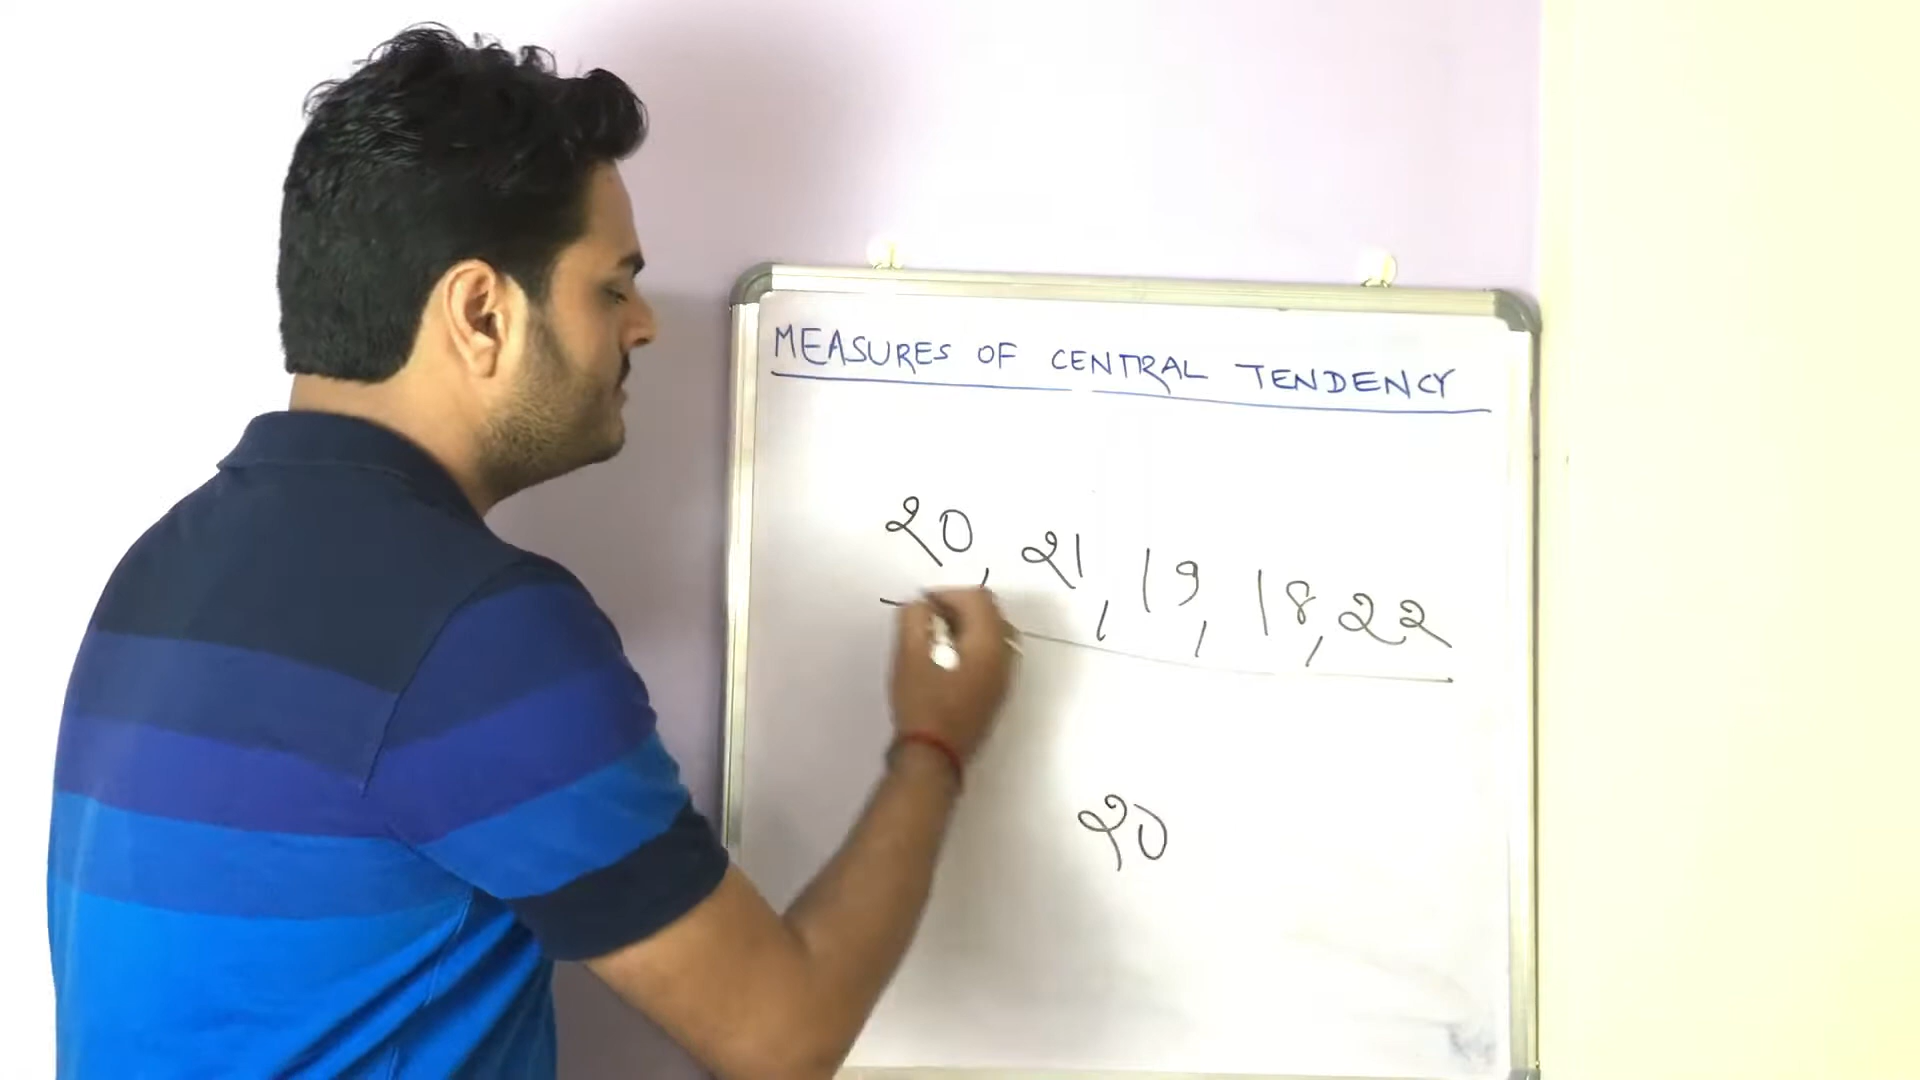 MEASURES OF CENTRAL TENDENCY
20, 21, 19, 18, 22
20